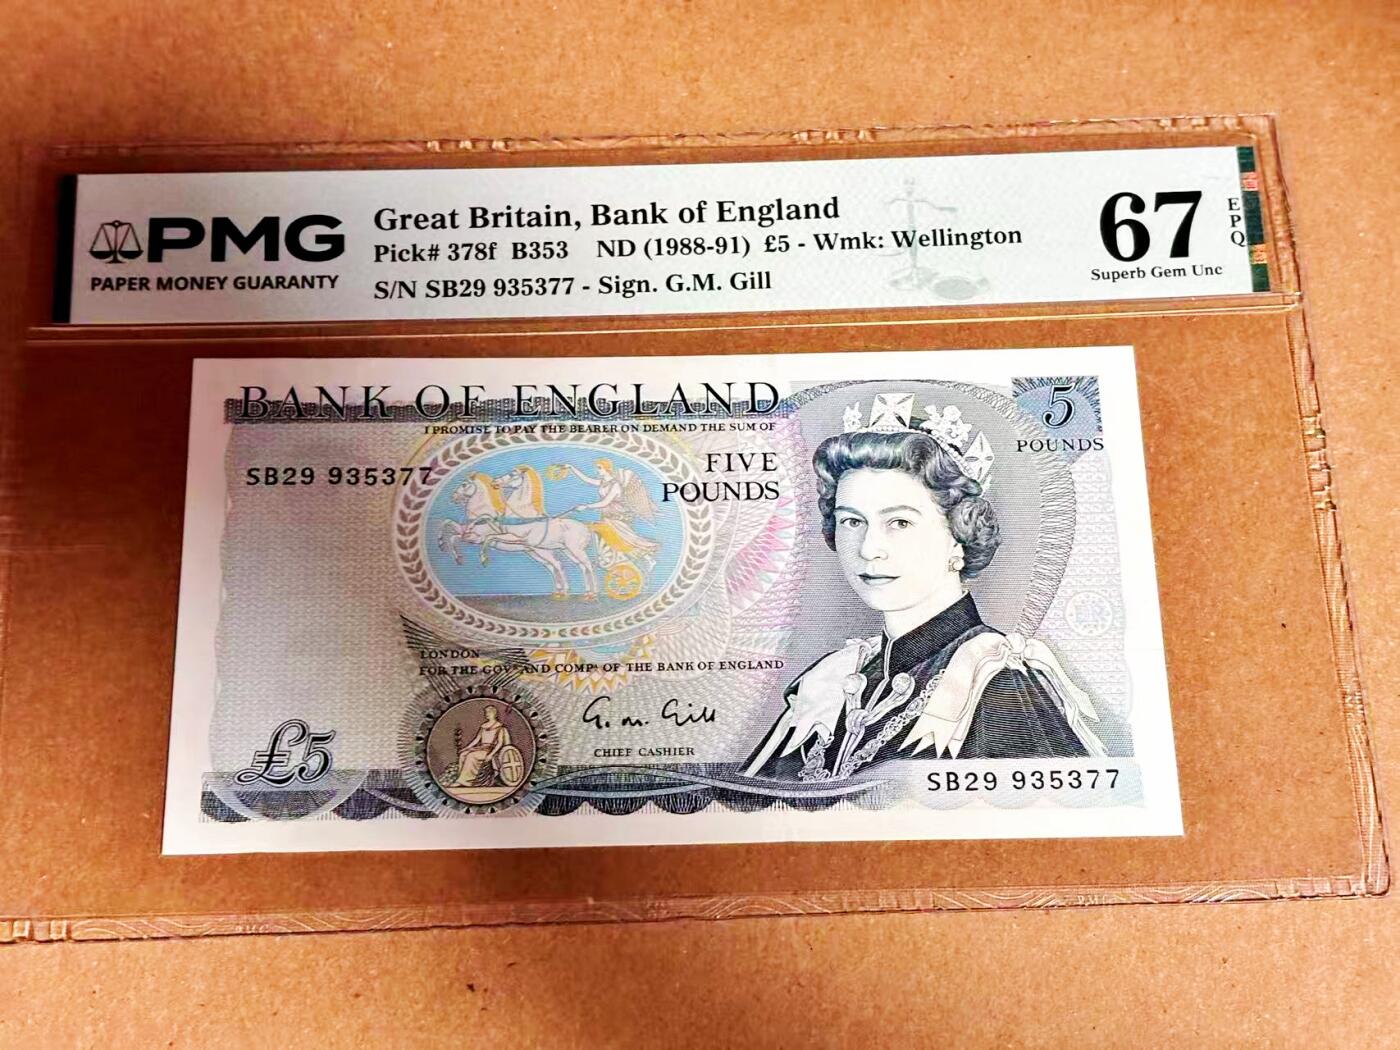 PMG
PAPER MONEY GUARANTY
Great Britain, Bank of England
Pick# 378f B353 ND (1988-91) £5 - Wmk: Wellington
S/N SB29 935377 - Sign. G.M. Gill
67
EPQ
Superb Gem Unc
BANK OF ENGLAND
I PROMISE TO PAY THE BEARER ON DEMAND THE SUM OF
5
POUNDS
SB29 935377
FIVE
POUNDS
LONDON
FOR THE GOVR AND COMPA OF THE BANK OF ENGLAND
G. M. Gill
CHIEF CASHIER
£5
SB29 935377
PMG